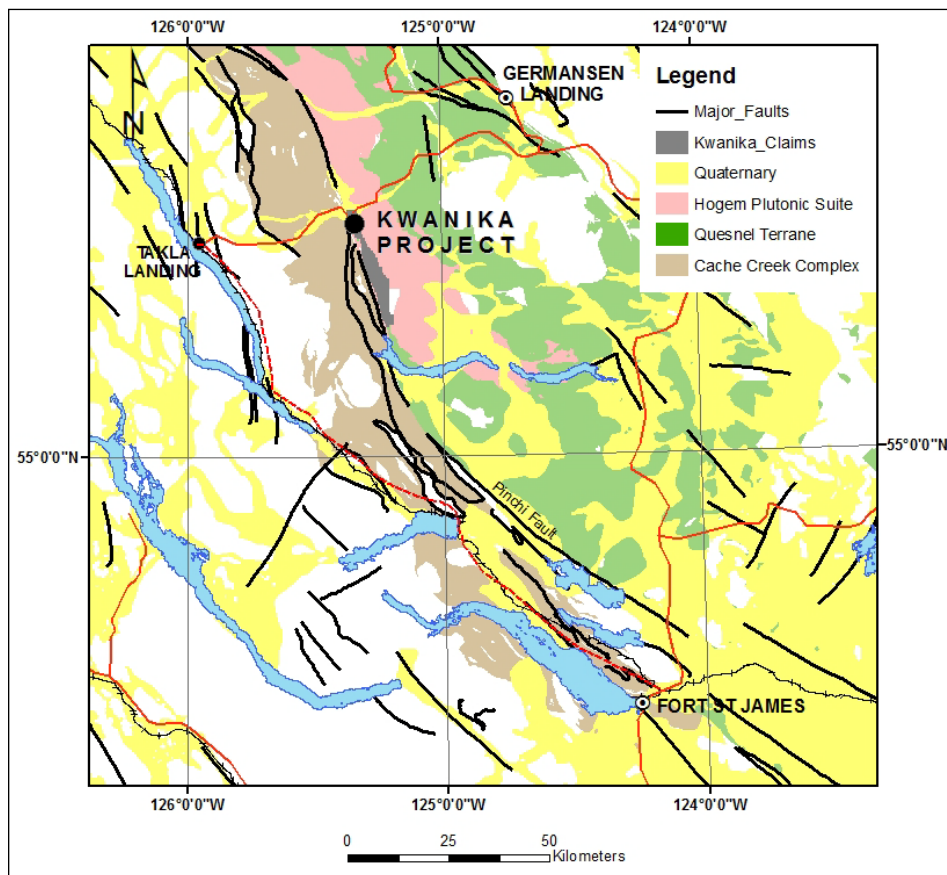 126°0'0"W
125°0'0"W
124°0'0"W
GERMANSEN
LANDING
N
Legend
Major_Faults
Kwanika_Claims
Quaternary
Hogem Plutonic Suite
Quesnel Terrane
Cache Creek Complex
KWANIKA
PROJECT
TAKLA
LANDING
55°0'0"N
55°0'0"N
Pinchi Fault
FORT ST JAMES
126°0'0"W
125°0'0"W
124°0'0"W
0 25 50
Kilometers